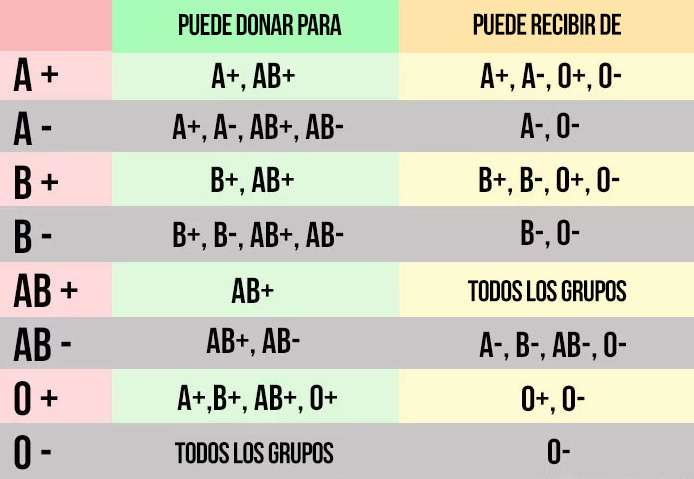 PUEDE DONAR PARA PUEDE RECIBIR DE
A + A+, AB+ A+, A-, O+, O-
A - A+, A-, AB+, AB- A-, O-
B + B+, AB+ B+, B-, O+, O-
B - B+, B-, AB+, AB- B-, O-
AB + AB+ TODOS LOS GRUPOS
AB - AB+, AB- A-, B-, AB-, O-
O + A+,B+, AB+, O+ O+, O-
O - TODOS LOS GRUPOS O-